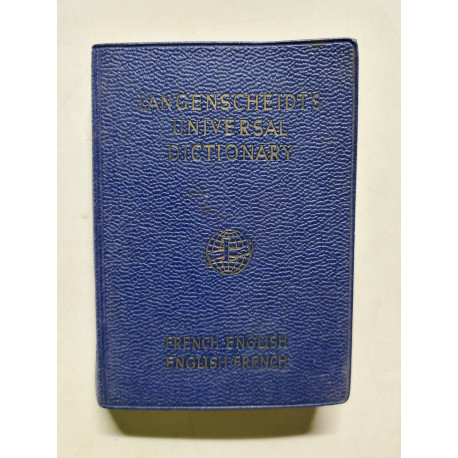 LANGENSCHEIDT'S
UNIVERSAL
DICTIONARY
L
FRENCH-ENGLISH
ENGLISH-FRENCH